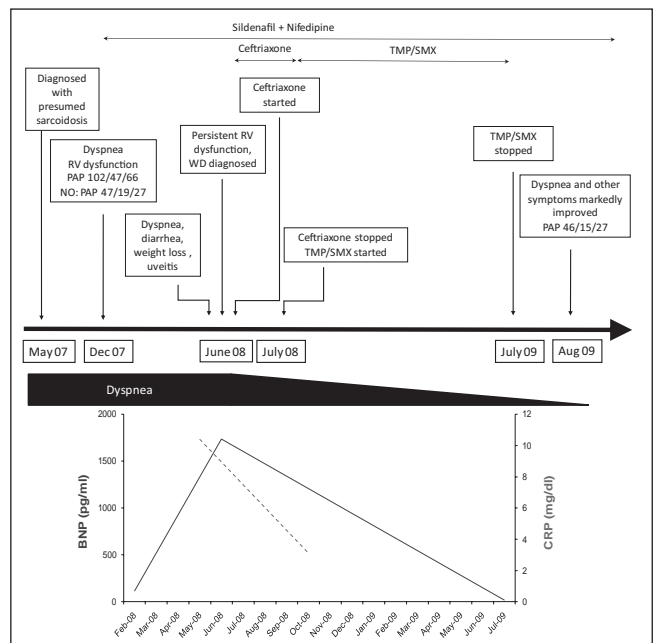 Sildenafil + Nifedipine
Ceftriaxone
TMP/SMX
Diagnosed
with
presumed
sarcoidosis
Ceftriaxone
started
Dyspnea
RV dysfunction
PAP 102/47/66
NO: PAP 47/19/27
Persistent RV
dysfunction,
WD diagnosed
TMP/SMX
stopped
Dyspnea and other
symptoms markedly
improved
PAP 46/15/27
Dyspnea,
diarrhea,
weight loss ,
uveitis
Ceftriaxone stopped
TMP/SMX started
May 07
Dec 07
June 08
July 08
July 09
Aug 09
Dyspnea
2000
1500
1000
500
0
BNP (pg/ml)
12
10
8
6
4
2
0
CRP (mg/dl)
Feb-08
Mar-08
Apr-08
May-08
Jun-08
Jul-08
Aug-08
Sep-08
Oct-08
Nov-08
Dec-08
Jan-09
Feb-09
Mar-09
Apr-09
May-09
Jun-09
Jul-09